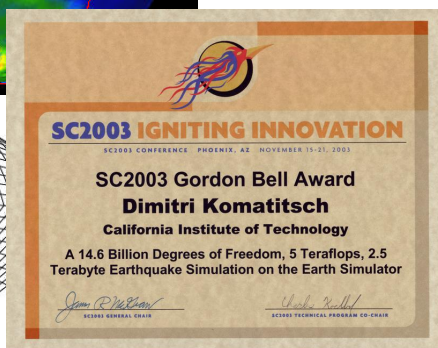 SC2003 IGNITING INNOVATION
SC2003 CONFERENCE PHOENIX, AZ NOVEMBER 15-21, 2003
SC2003 Gordon Bell Award
Dimitri Komatitsch
California Institute of Technology
A 14.6 Billion Degrees of Freedom, 5 Teraflops, 2.5
Terabyte Earthquake Simulation on the Earth Simulator
SC2003 GENERAL CHAIR
SC2003 TECHNICAL PROGRAM CO-CHAIR